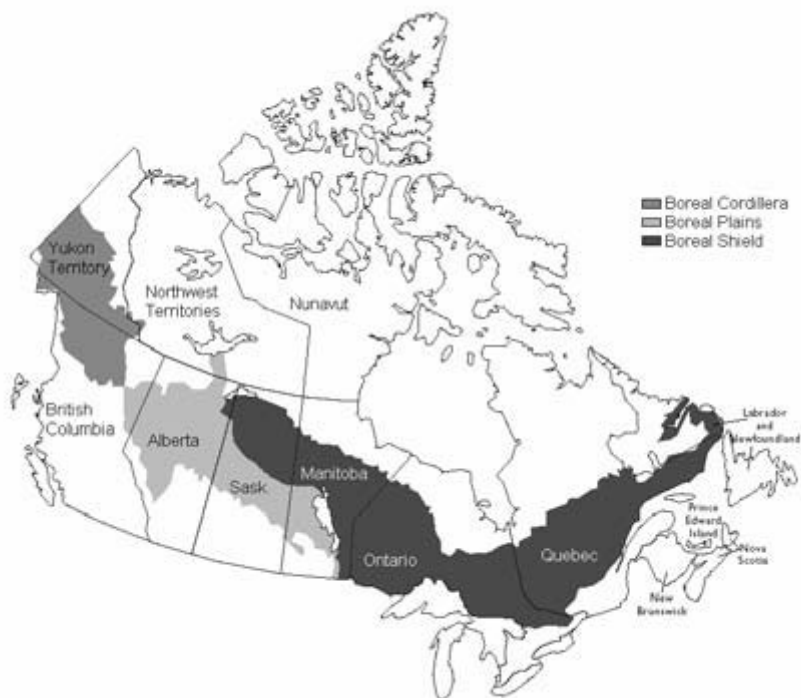 Boreal Cordillera
Boreal Plains
Boreal Shield
Yukon
Territory
Northwest
Territories
Nunavut
British
Columbia
Alberta
Sask.
Manitoba
Ontario
Quebec
Labrador
and
Newfoundland
Prince
Edward
Island
Nova
Scotia
New
Brunswick